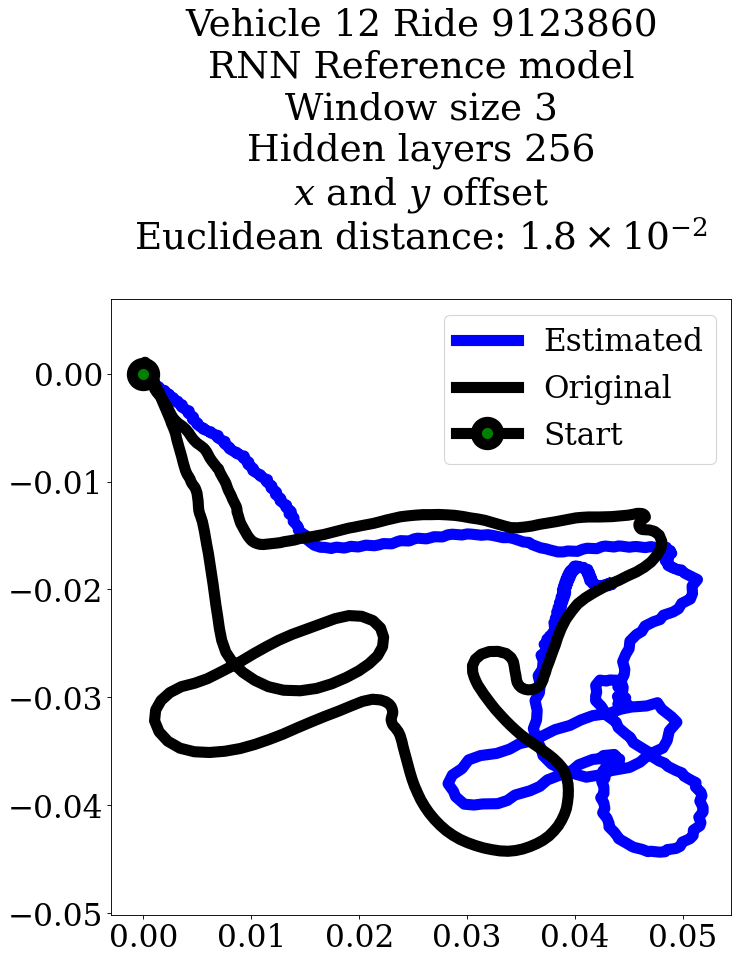 Vehicle 12 Ride 9123860
RNN Reference model
Window size 3
Hidden layers 256
x and y offset
Euclidean distance: 1.8 × 10⁻²
Estimated
Original
Start
0.00
−0.01
−0.02
−0.03
−0.04
−0.05
0.00 0.01 0.02 0.03 0.04 0.05